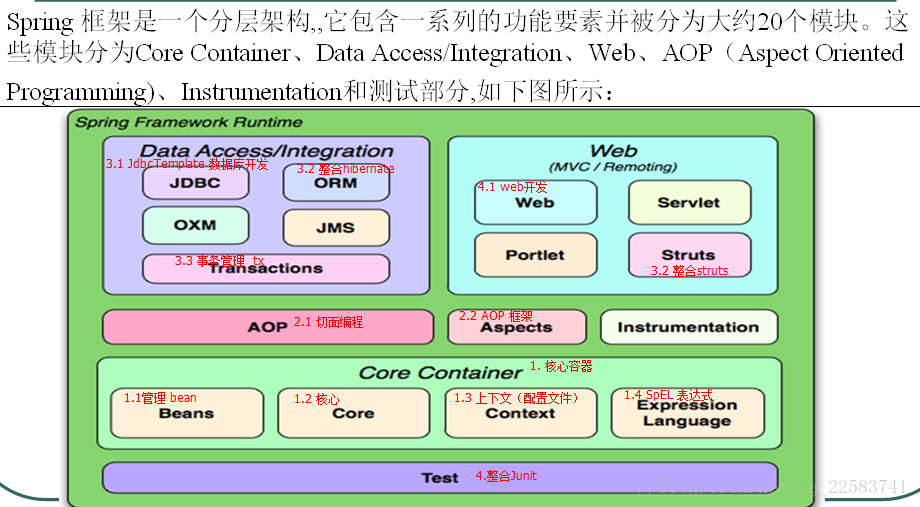 Spring 框架是一个分层架构,,它包含一系列的功能要素并被分为大约20个模块。这
些模块分为Core Container、Data Access/Integration、Web、AOP（Aspect Oriented
Programming)、Instrumentation和测试部分,如下图所示：
Spring Framework Runtime
Data Access/Integration
3.1 JdbcTemplate 数据库开发
JDBC
3.2 整合hibernate
ORM
OXM
JMS
3.3 事务管理 tx
Transactions
Web
(MVC / Remoting)
4.1 web开发
Web
Servlet
Portlet
Struts
3.2 整合struts
AOP 2.1 切面编程
2.2 AOP 框架
Aspects
Instrumentation
Core Container 1. 核心容器
1.1管理 bean
Beans
1.2 核心
Core
1.3 上下文（配置文件）
Context
1.4 SpEL 表达式
Expression
Language
Test 4.整合Junit